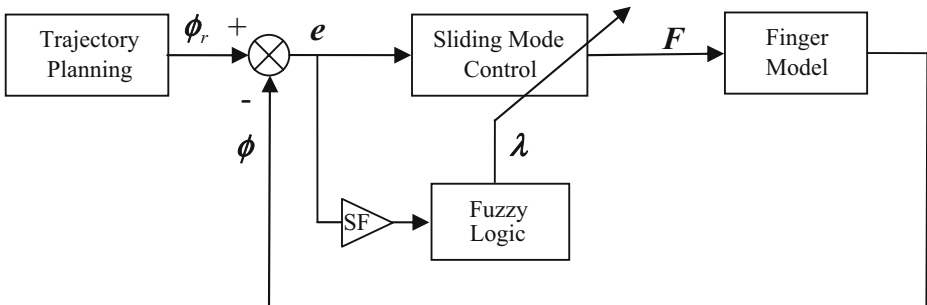 Trajectory Planning
ϕr +
e
Sliding Mode Control
F
Finger Model
-
ϕ
λ
SF
Fuzzy Logic